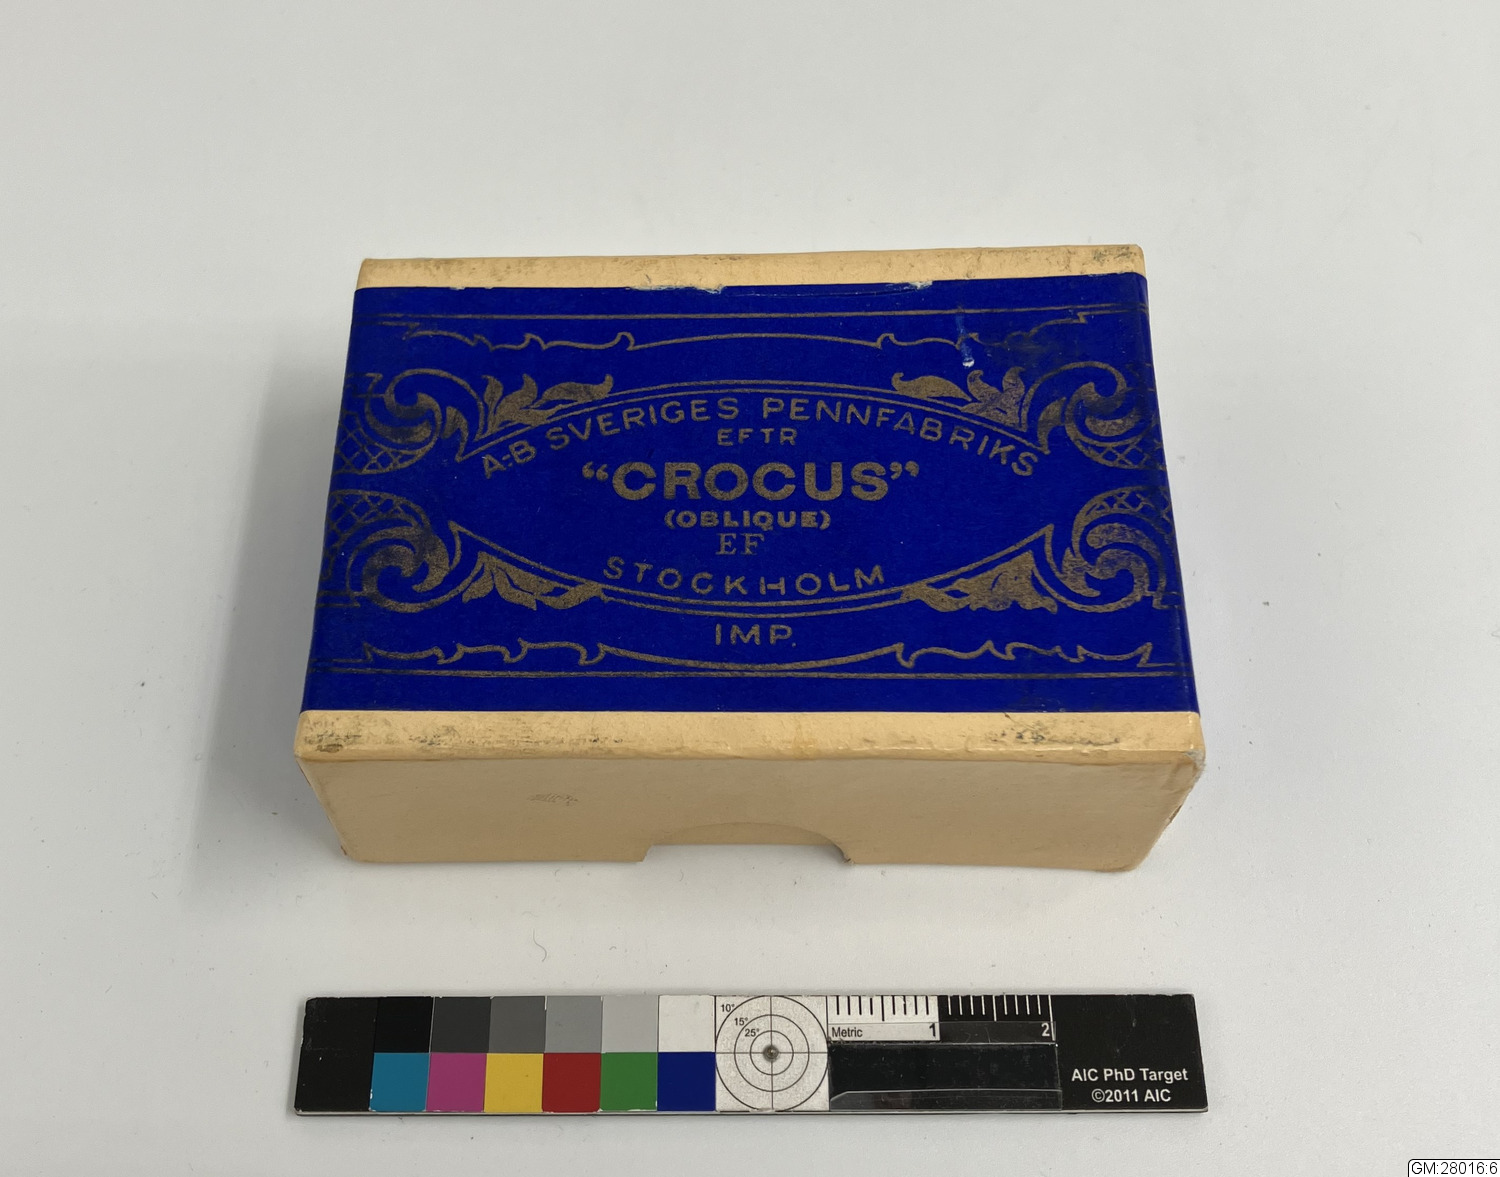 A-B SVERIGES PENNFABRIKS
EFTR
“CROCUS”
(OBLIQUE)
EF
STOCKHOLM
IMP.
10°
15°
25°
Metric 1 2
AIC PhD Target
©2011 AIC
GM:28016:6